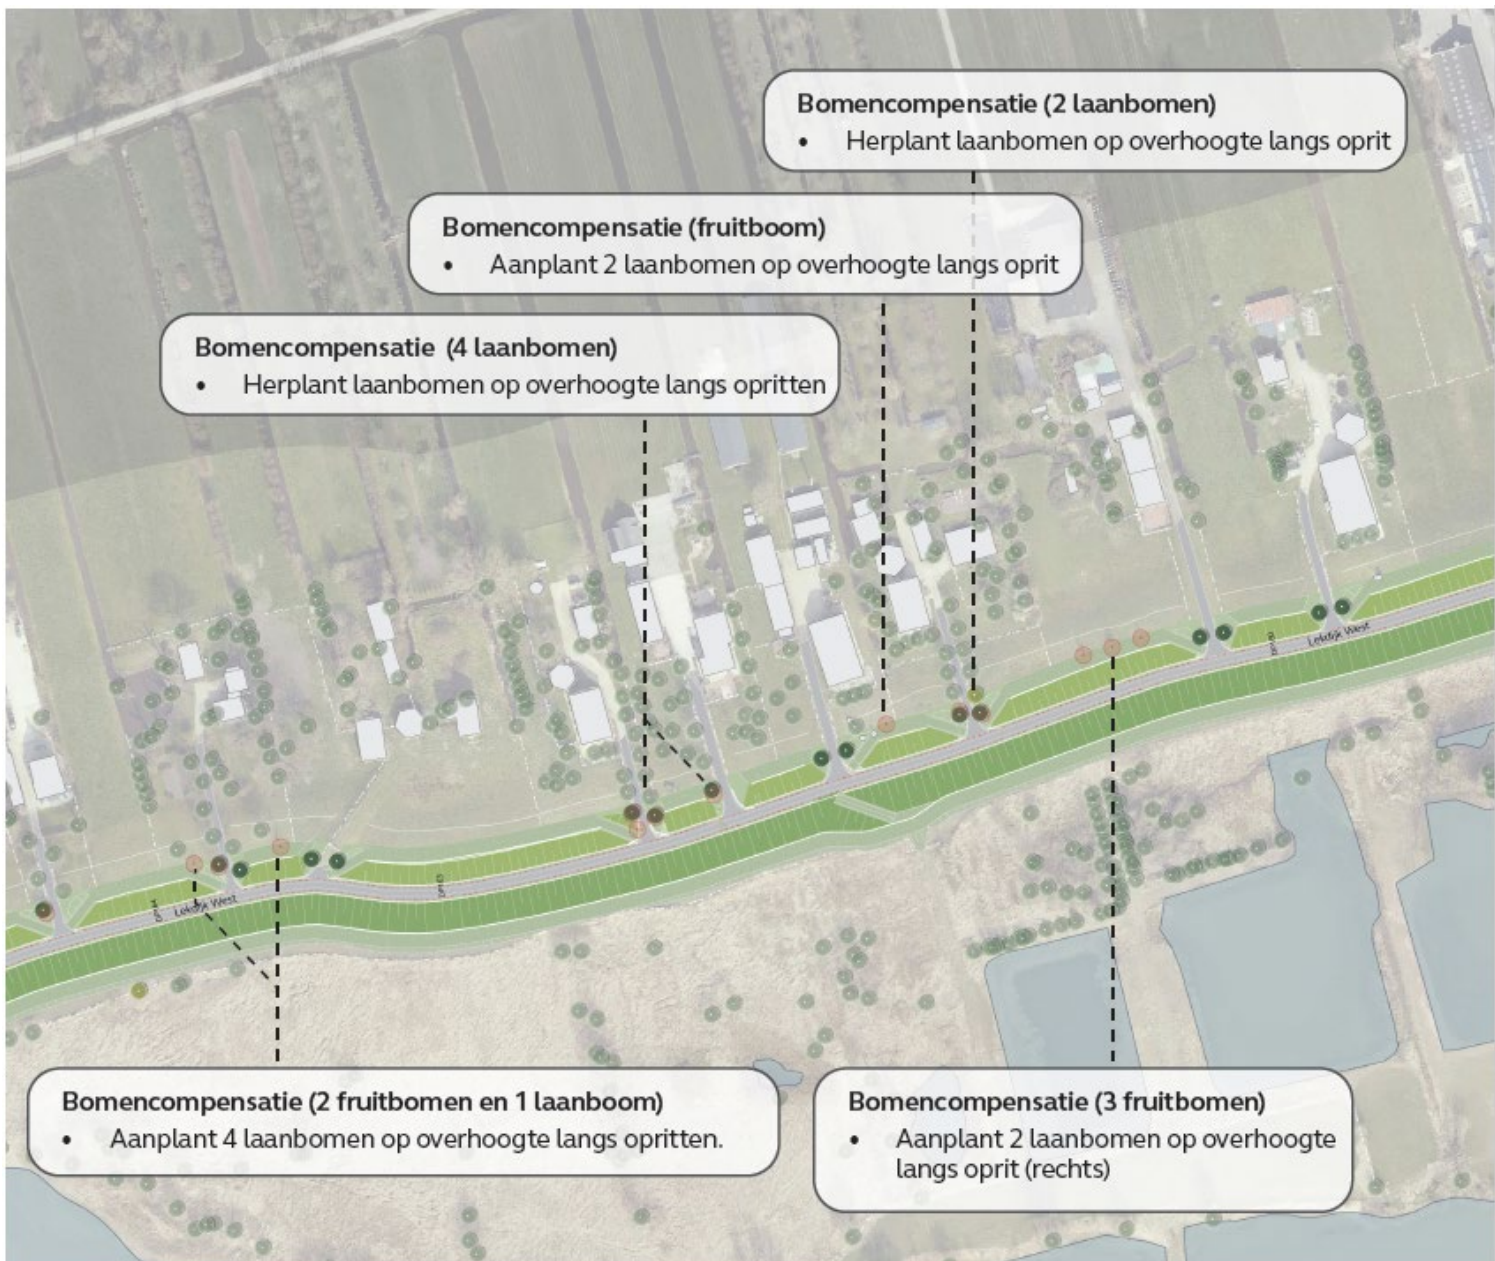 Bomencompensatie (2 laanbomen)
• Herplant laanbomen op overhoogte langs oprit
Bomencompensatie (fruitboom)
• Aanplant 2 laanbomen op overhoogte langs oprit
Bomencompensatie (4 laanbomen)
• Herplant laanbomen op overhoogte langs opritten
Lekdijk West
Lekdijk West
Bomencompensatie (2 fruitbomen en 1 laanboom)
• Aanplant 4 laanbomen op overhoogte langs opritten.
Bomencompensatie (3 fruitbomen)
• Aanplant 2 laanbomen op overhoogte
langs oprit (rechts)